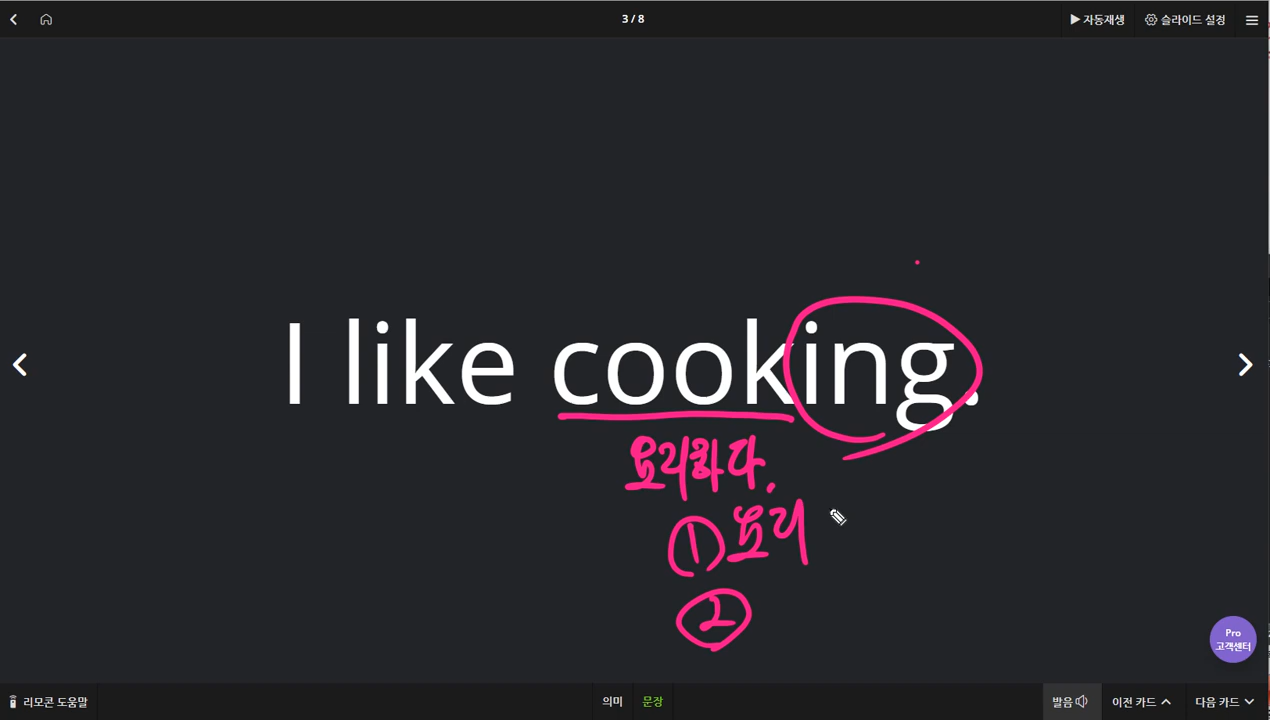 3 / 8
자동재생
슬라이드 설정
I like cooking.
요리하다.
① 요리
②
Pro
고객센터
리모콘 도움말
의미
문장
발음
이전 카드
다음 카드